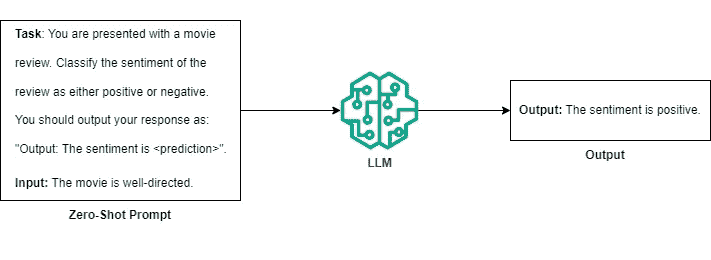 Task: You are presented with a movie
review. Classify the sentiment of the
review as either positive or negative.
You should output your response as:
"Output: The sentiment is <prediction>".
Input: The movie is well-directed.
Zero-Shot Prompt
LLM
Output: The sentiment is positive.
Output